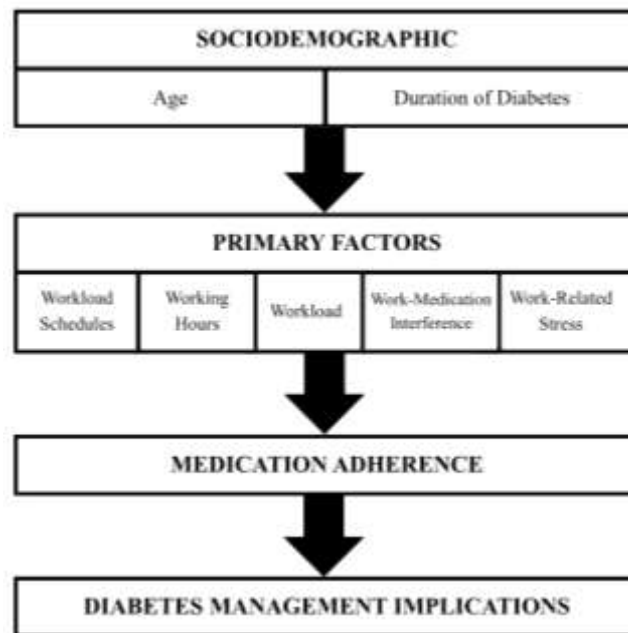 SOCIODEMOGRAPHIC
Age
Duration of Diabetes
PRIMARY FACTORS
Workload
Schedules
Working
Hours
Workload
Work-Medication
Interference
Work-Related
Stress
MEDICATION ADHERENCE
DIABETES MANAGEMENT IMPLICATIONS